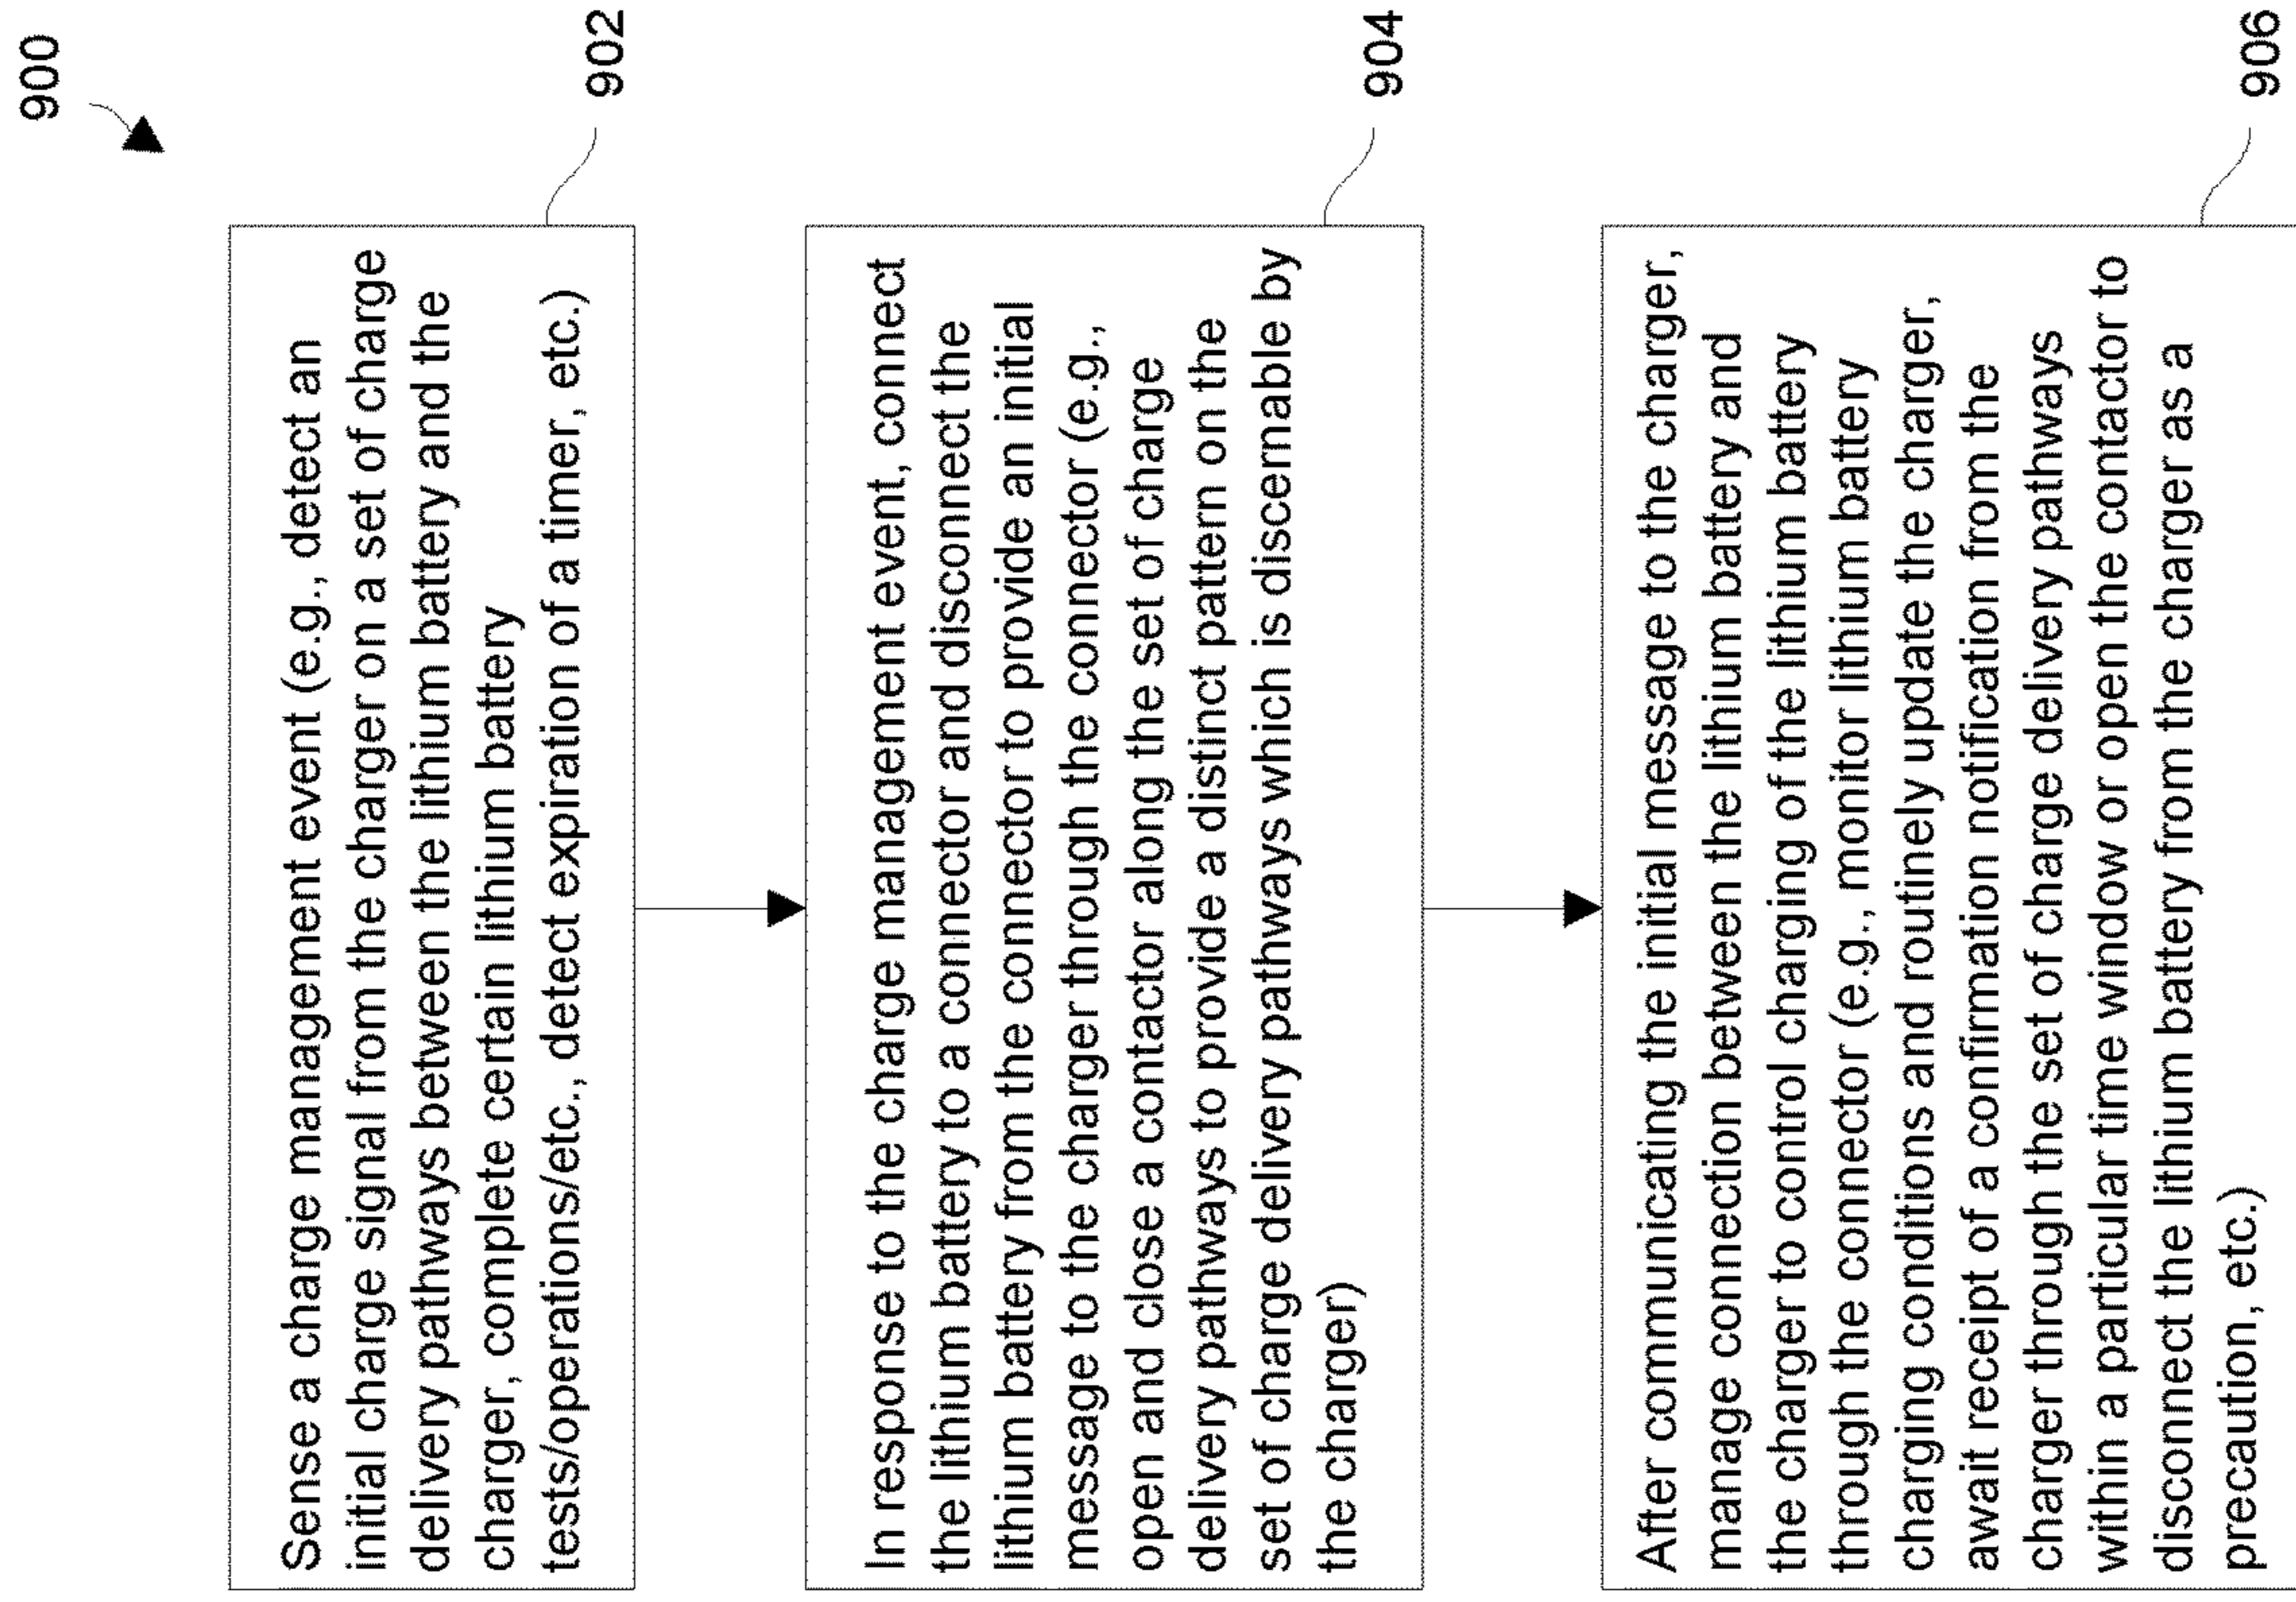 900
Sense a charge management event (e.g., detect an
initial charge signal from the charger on a set of charge
delivery pathways between the lithium battery and the
charger, complete certain lithium battery
tests/operations/etc., detect expiration of a timer, etc.)
902
In response to the charge management event, connect
the lithium battery to a connector and disconnect the
lithium battery from the connector to provide an initial
message to the charger through the connector (e.g.,
open and close a contactor along the set of charge
delivery pathways to provide a distinct pattern on the
set of charge delivery pathways which is discernable by
the charger)
904
After communicating the initial message to the charger,
manage connection between the lithium battery and
the charger to control charging of the lithium battery
through the connector (e.g., monitor lithium battery
charging conditions and routinely update the charger,
await receipt of a confirmation notification from the
charger through the set of charge delivery pathways
within a particular time window or open the contactor to
disconnect the lithium battery from the charger as a
precaution, etc.)
906